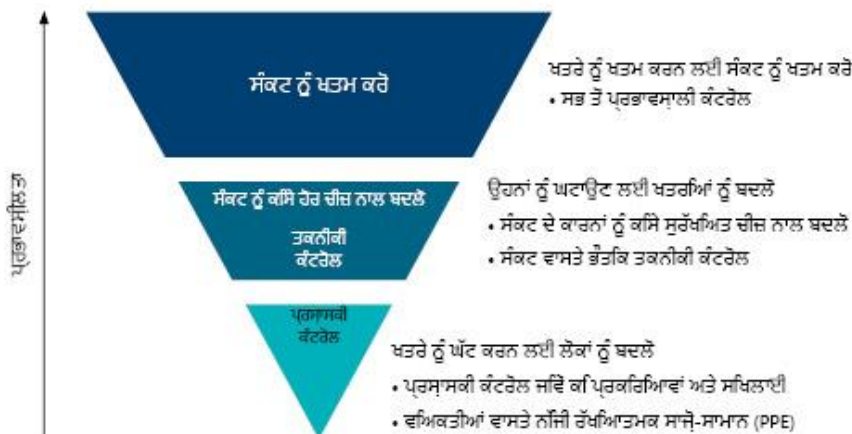 ਸੰਕਟ ਨੂੰ ਖਤਮ ਕਰੋ
ਖਤਰੇ ਨੂੰ ਖਤਮ ਕਰਨ ਲਈ ਸੰਕਟ ਨੂੰ ਖਤਮ ਕਰੋ
• ਸਭ ਤੋਂ ਪ੍ਰਭਾਵਸ਼ਾਲੀ ਕੰਟਰੋਲ
ਪ੍ਰਭਾਵਸ਼ੀਲਤਾ
ਸੰਕਟ ਨੂੰ ਕਿਸੇ ਹੋਰ ਚੀਜ਼ ਨਾਲ ਬਦਲੋ
ਤਕਨੀਕੀ
ਕੰਟਰੋਲ
ਉਹਨਾਂ ਨੂੰ ਘਟਾਉਣ ਲਈ ਖਤਰਿਆਂ ਨੂੰ ਬਦਲੋ
• ਸੰਕਟ ਦੇ ਕਾਰਨਾਂ ਨੂੰ ਕਿਸੇ ਸੁਰੱਖਿਅਤ ਚੀਜ਼ ਨਾਲ ਬਦਲੋ
• ਸੰਕਟ ਵਾਸਤੇ ਭੌਤਿਕ ਤਕਨੀਕੀ ਕੰਟਰੋਲ
ਪ੍ਰਸ਼ਾਸਕੀ
ਕੰਟਰੋਲ
ਖਤਰੇ ਨੂੰ ਘੱਟ ਕਰਨ ਲਈ ਲੋਕਾਂ ਨੂੰ ਬਦਲੋ
• ਪ੍ਰਸ਼ਾਸਕੀ ਕੰਟਰੋਲ ਜਿਵੇਂ ਕਿ ਪ੍ਰਕਿਰਿਆਵਾਂ ਅਤੇ ਸਿਖਲਾਈ
• ਵਿਅਕਤੀਆਂ ਵਾਸਤੇ ਨਿੱਜੀ ਰੱਖਿਆਤਮਕ ਸਾਜ਼ੋ-ਸਾਮਾਨ (PPE)